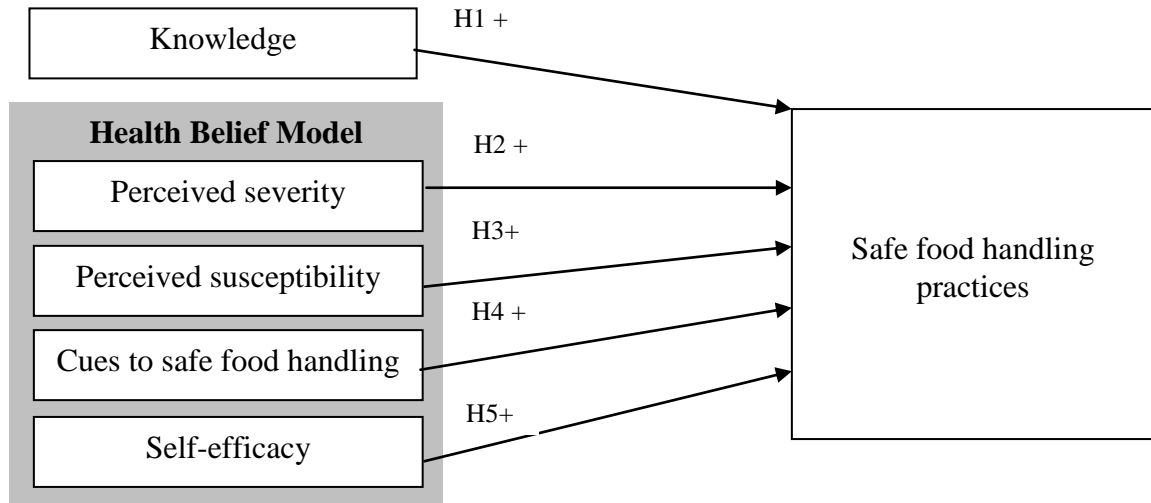 H1 +
Knowledge
Health Belief Model
H2 +
Perceived severity
H3+
Perceived susceptibility
Safe food handling
practices
H4 +
Cues to safe food handling
H5+
Self-efficacy